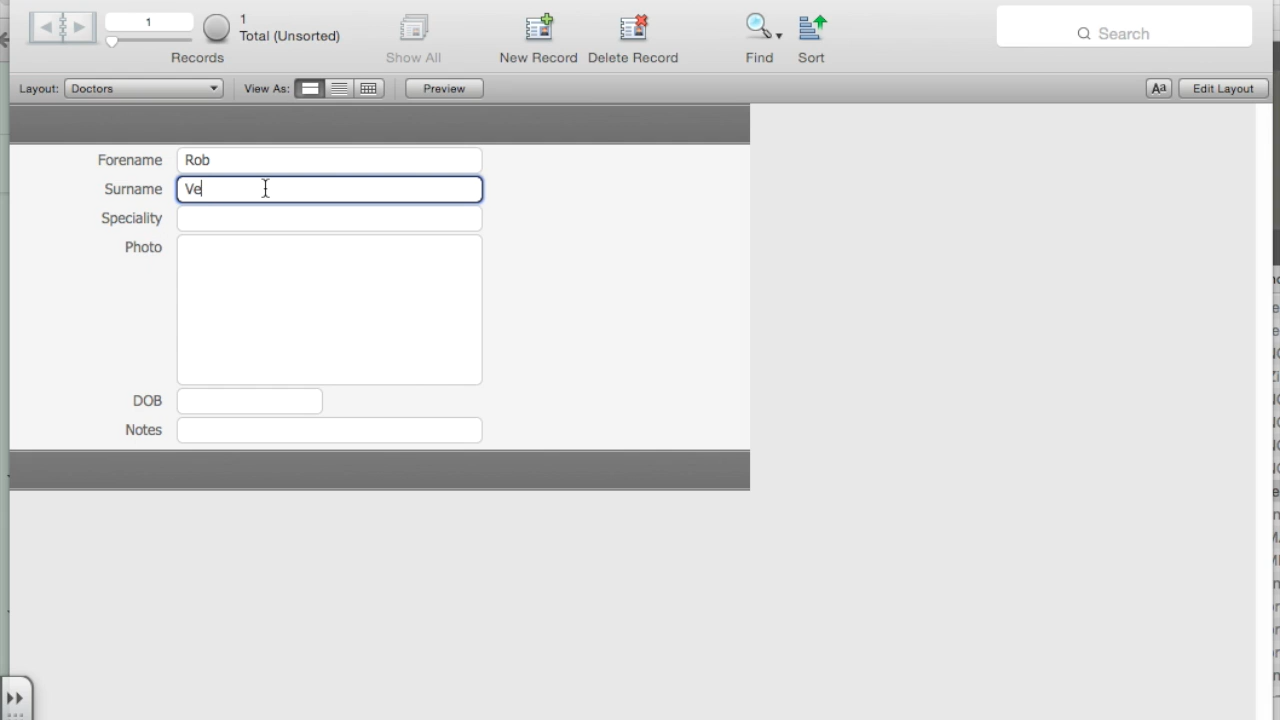 1
1
Total (Unsorted)
Records
Show All
New Record
Delete Record
Find
Sort
Search
Layout: Doctors
View As:
Preview
Aa
Edit Layout
Forename Rob
Surname Ve
Speciality
Photo
DOB
Notes